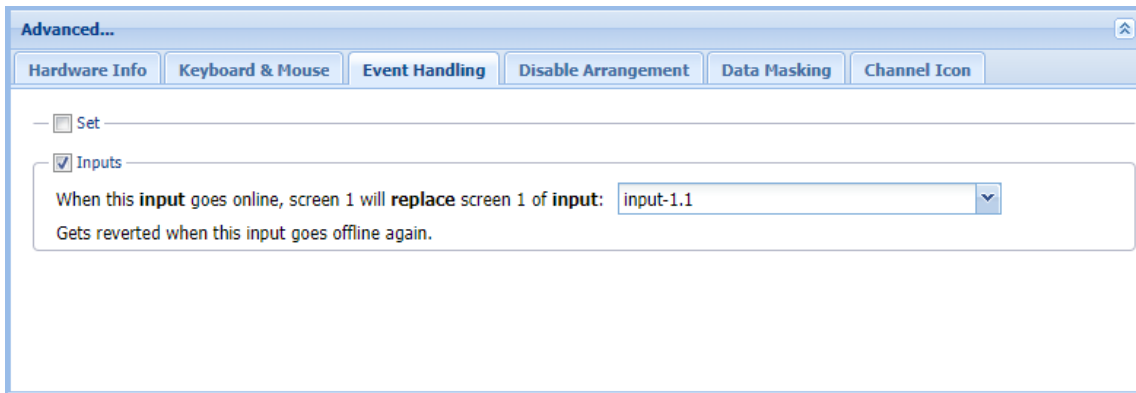 Advanced...
Hardware Info Keyboard & Mouse Event Handling Disable Arrangement Data Masking Channel Icon
Set
Inputs
When this input goes online, screen 1 will replace screen 1 of input: input-1.1
Gets reverted when this input goes offline again.